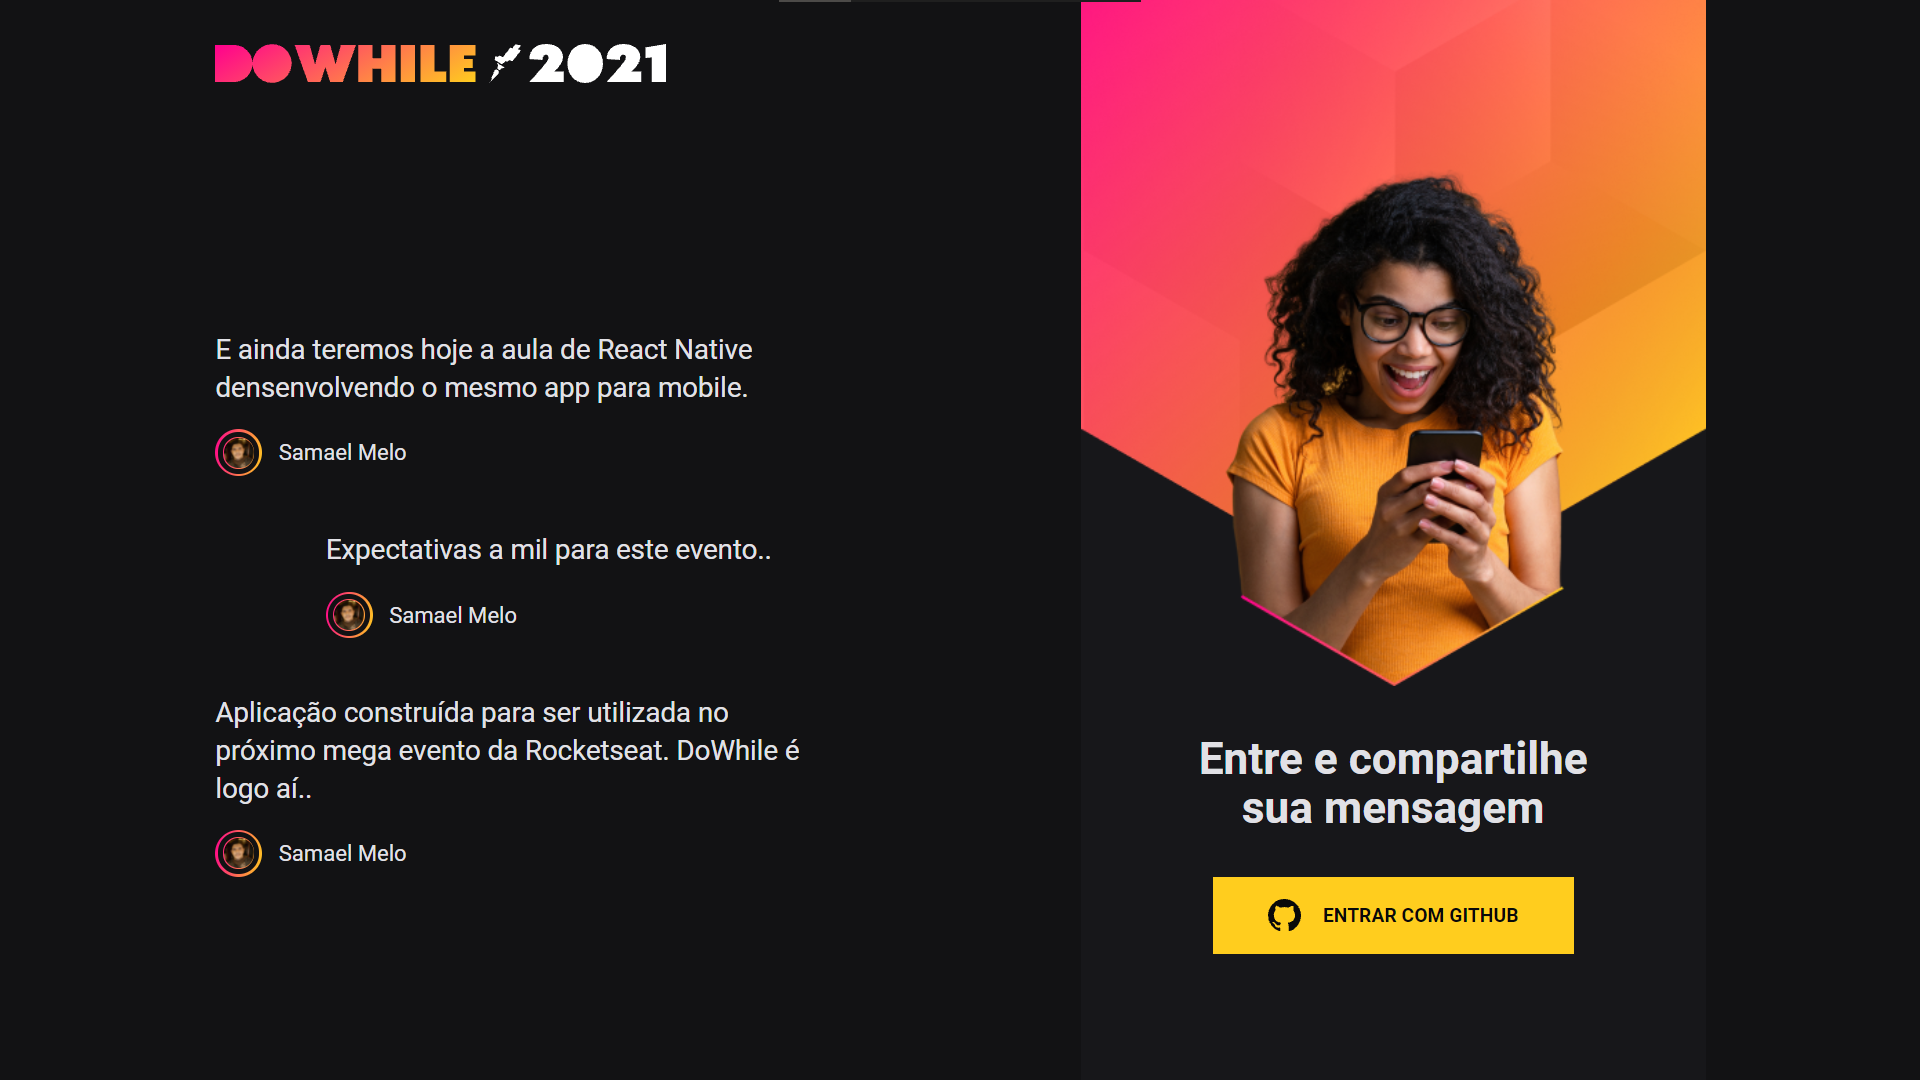 DOWHILE 2021
E ainda teremos hoje a aula de React Native
densenvolvendo o mesmo app para mobile.
Samael Melo
Expectativas a mil para este evento..
Samael Melo
Aplicação construída para ser utilizada no
próximo mega evento da Rocketseat. DoWhile é
logo aí..
Samael Melo
Entre e compartilhe
sua mensagem
ENTRAR COM GITHUB